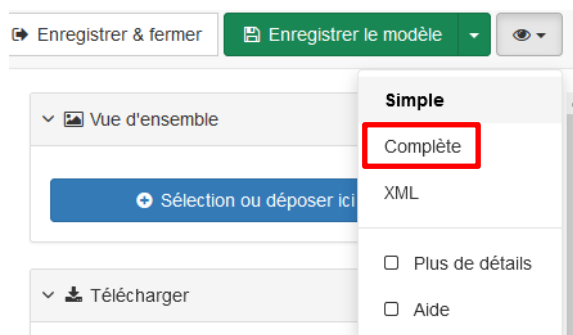 Enregistrer & fermer
Enregistrer le modèle
Simple
Vue d'ensemble
Complète
Sélection ou déposer ici
XML
Plus de détails
Télécharger
Aide